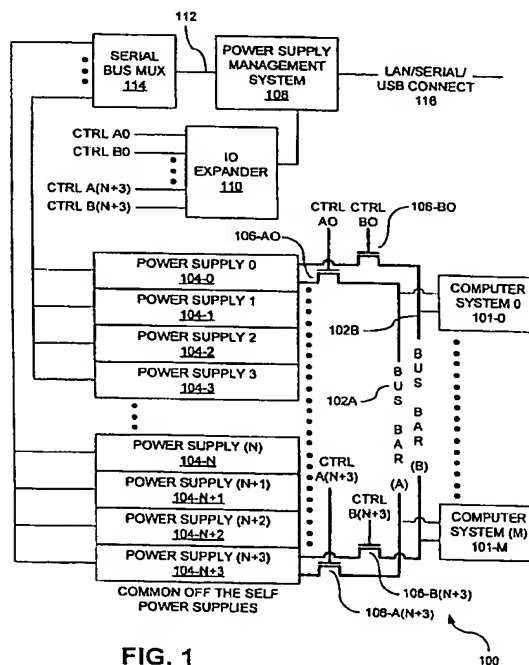 112
SERIAL
BUS MUX
114
POWER SUPPLY
MANAGEMENT
SYSTEM
108
LAN/SERIAL/
USB CONNECT
116
CTRL A0
CTRL B0
CTRL A(N+3)
CTRL B(N+3)
IO
EXPANDER
110
CTRL
AO
CTRL
BO
106-BO
106-AO
POWER SUPPLY 0
104-0
POWER SUPPLY 1
104-1
POWER SUPPLY 2
104-2
POWER SUPPLY 3
104-3
COMPUTER
SYSTEM 0
101-0
102B
102A
BUS BAR (A)
BUS BAR (B)
POWER SUPPLY (N)
104-N
POWER SUPPLY (N+1)
104-N+1
POWER SUPPLY (N+2)
104-N+2
POWER SUPPLY (N+3)
104-N+3
CTRL
A(N+3)
CTRL
B(N+3)
COMPUTER
SYSTEM (M)
101-M
COMMON OFF THE SELF
POWER SUPPLIES
106-B(N+3)
106-A(N+3)
100
FIG. 1